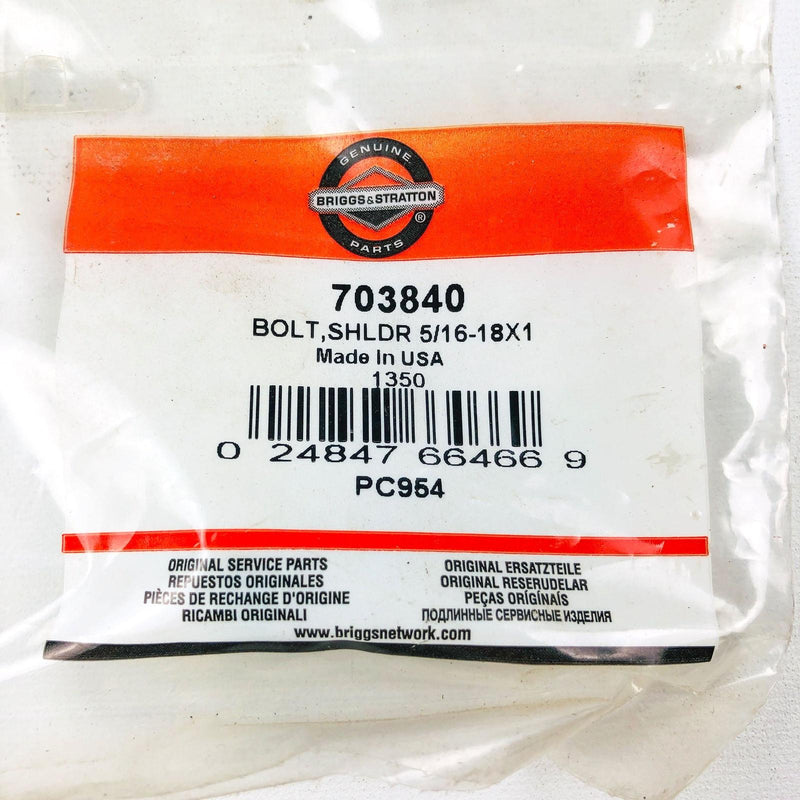 GENUINE
BRIGGS&STRATTON
®
PARTS
703840
BOLT,SHLDR 5/16-18X1
Made In USA
1350
0 24847 66466 9
PC954
ORIGINAL SERVICE PARTS
REPUESTOS ORIGINALES
PIÈCES DE RECHANGE D'ORIGINE
RICAMBI ORIGINALI
ORIGINAL ERSATZTEILE
ORIGINAL RESERUDELAR
PEÇAS ORÍGÍNAIS
ПОДЛИННЫЕ СЕРВИСНЫЕ ИЗДЕЛИЯ
www.briggsnetwork.com